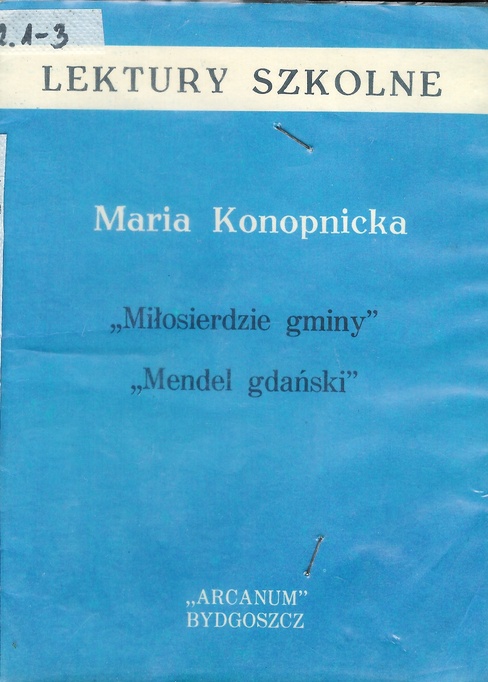 2.1-3
LEKTURY SZKOLNE
Maria Konopnicka
„Miłosierdzie gminy”
„Mendel gdański”
„ARCANUM”
BYDGOSZCZ